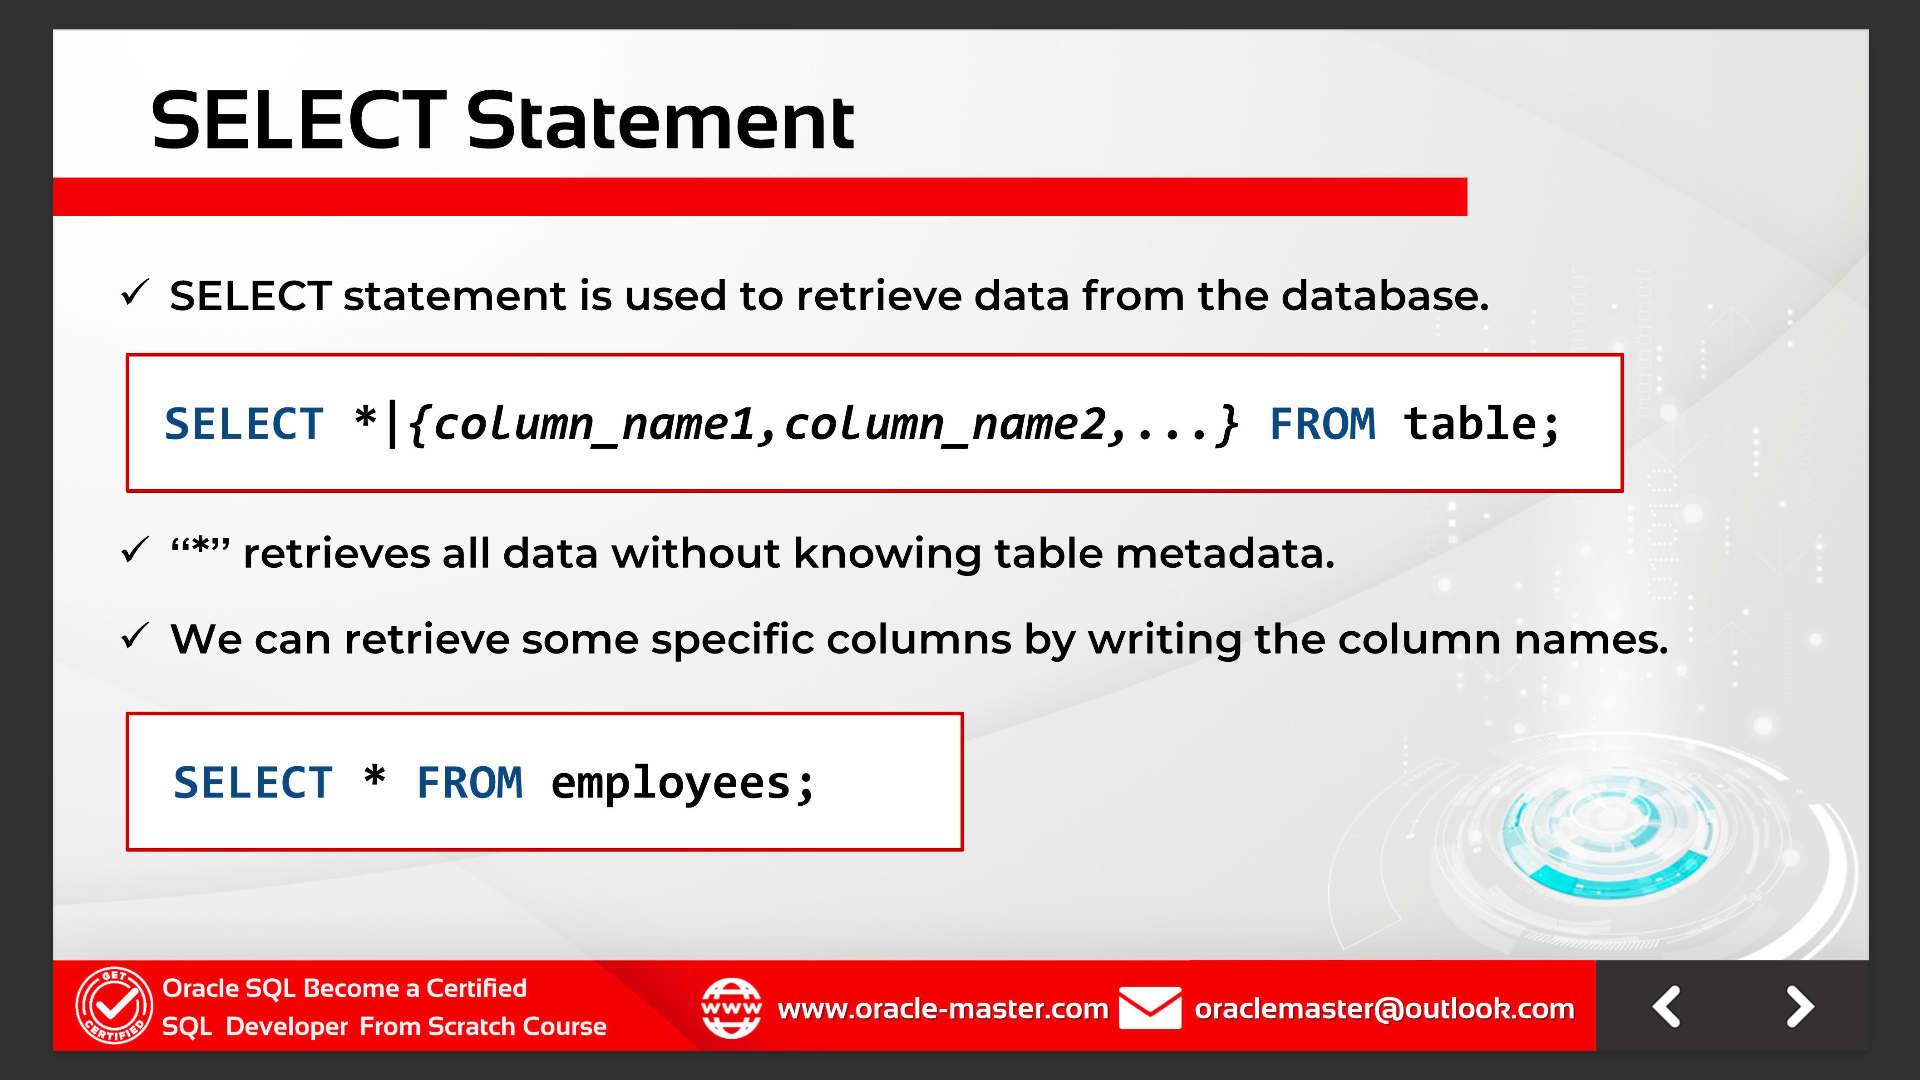 SELECT Statement
✓ SELECT statement is used to retrieve data from the database.
SELECT *|{column_name1,column_name2,...} FROM table;
✓ “*” retrieves all data without knowing table metadata.
✓ We can retrieve some specific columns by writing the column names.
SELECT * FROM employees;
GET CERTIFIED
Oracle SQL Become a Certified
SQL Developer From Scratch Course
www
www.oracle-master.com
oraclemaster@outlook.com